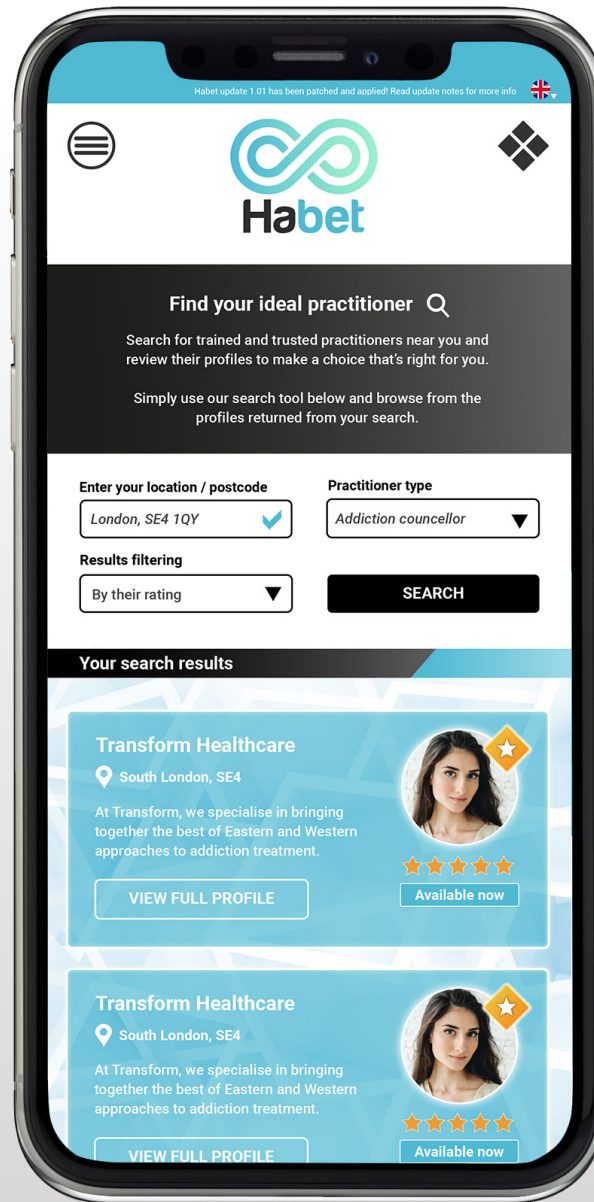 Habet update 1.01 has been patched and applied! Read update notes for more info
Habet
Find your ideal practitioner
Search for trained and trusted practitioners near you and
review their profiles to make a choice that's right for you.
Simply use our search tool below and browse from the
profiles returned from your search.
Enter your location / postcode
Practitioner type
London, SE4 1QY
Addiction councellor
Results filtering
By their rating
SEARCH
Your search results
Transform Healthcare
South London, SE4
At Transform, we specialise in bringing
together the best of Eastern and Western
approaches to addiction treatment.
VIEW FULL PROFILE
Available now
Transform Healthcare
South London, SE4
At Transform, we specialise in bringing
together the best of Eastern and Western
approaches to addiction treatment.
VIEW FULL PROFILE
Available now